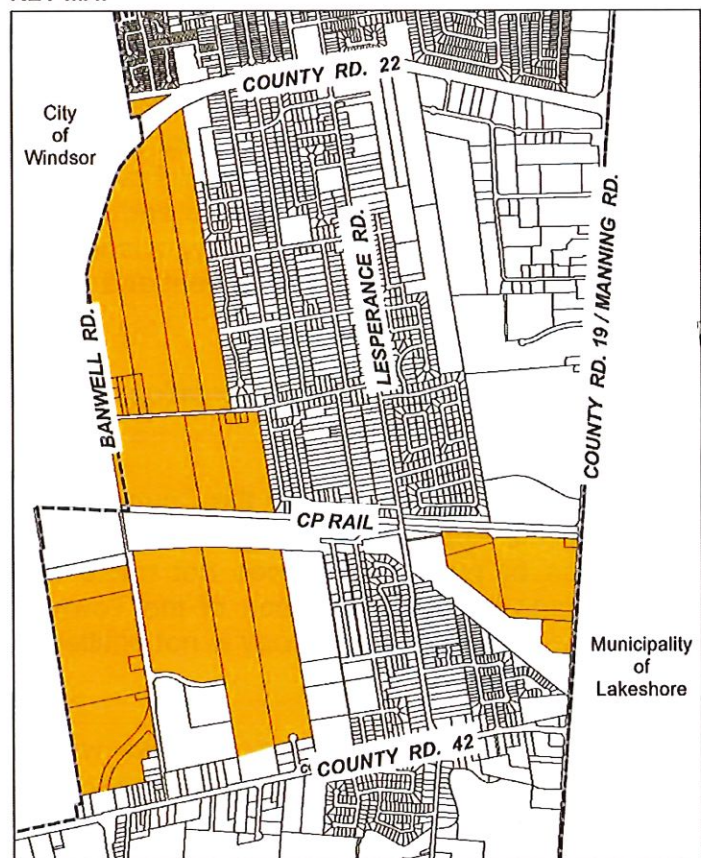 COUNTY RD. 22
City
of
Windsor
LESPERANCE RD.
COUNTY RD. 19 / MANNING RD.
BANWELL RD.
CP RAIL
Municipality
of
Lakeshore
COUNTY RD. 42